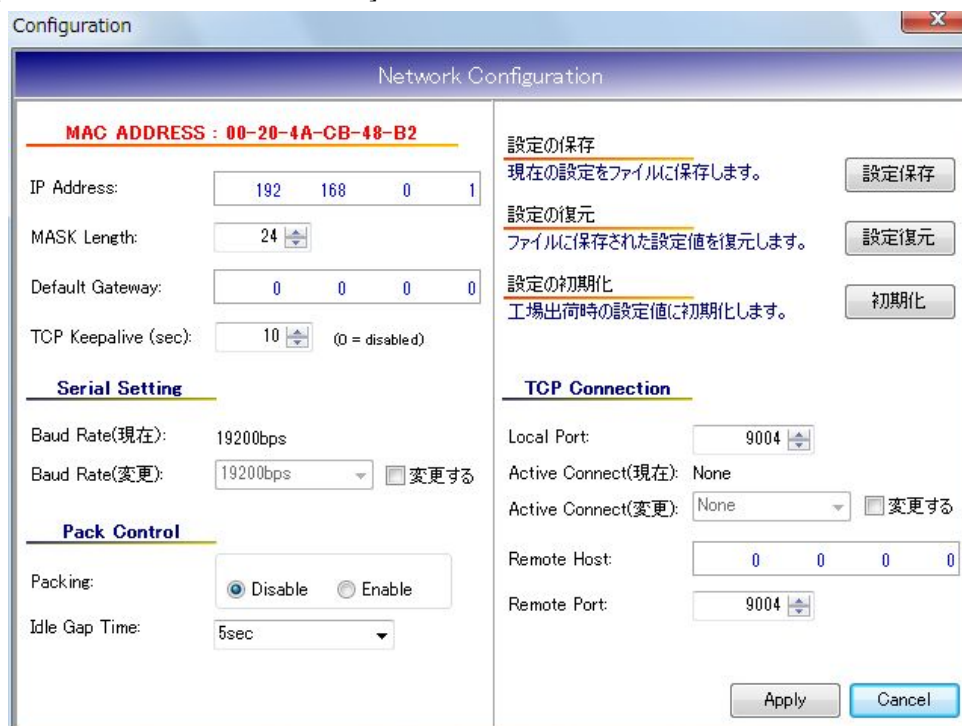 Configuration
Network Configuration
MAC ADDRESS : 00-20-4A-CB-48-B2
IP Address: 192 168 0 1
MASK Length: 24
Default Gateway: 0 0 0 0
TCP Keepalive (sec): 10 (0 = disabled)
Serial Setting
Baud Rate(現在): 19200bps
Baud Rate(変更): 19200bps 変更する
Pack Control
Packing: Disable Enable
Idle Gap Time: 5sec
設定の保存
現在の設定をファイルに保存します。 設定保存
設定の復元
ファイルに保存された設定値を復元します。 設定復元
設定の初期化
工場出荷時の設定値に初期化します。 初期化
TCP Connection
Local Port: 9004
Active Connect(現在): None
Active Connect(変更): None 変更する
Remote Host: 0 0 0 0
Remote Port: 9004
Apply Cancel